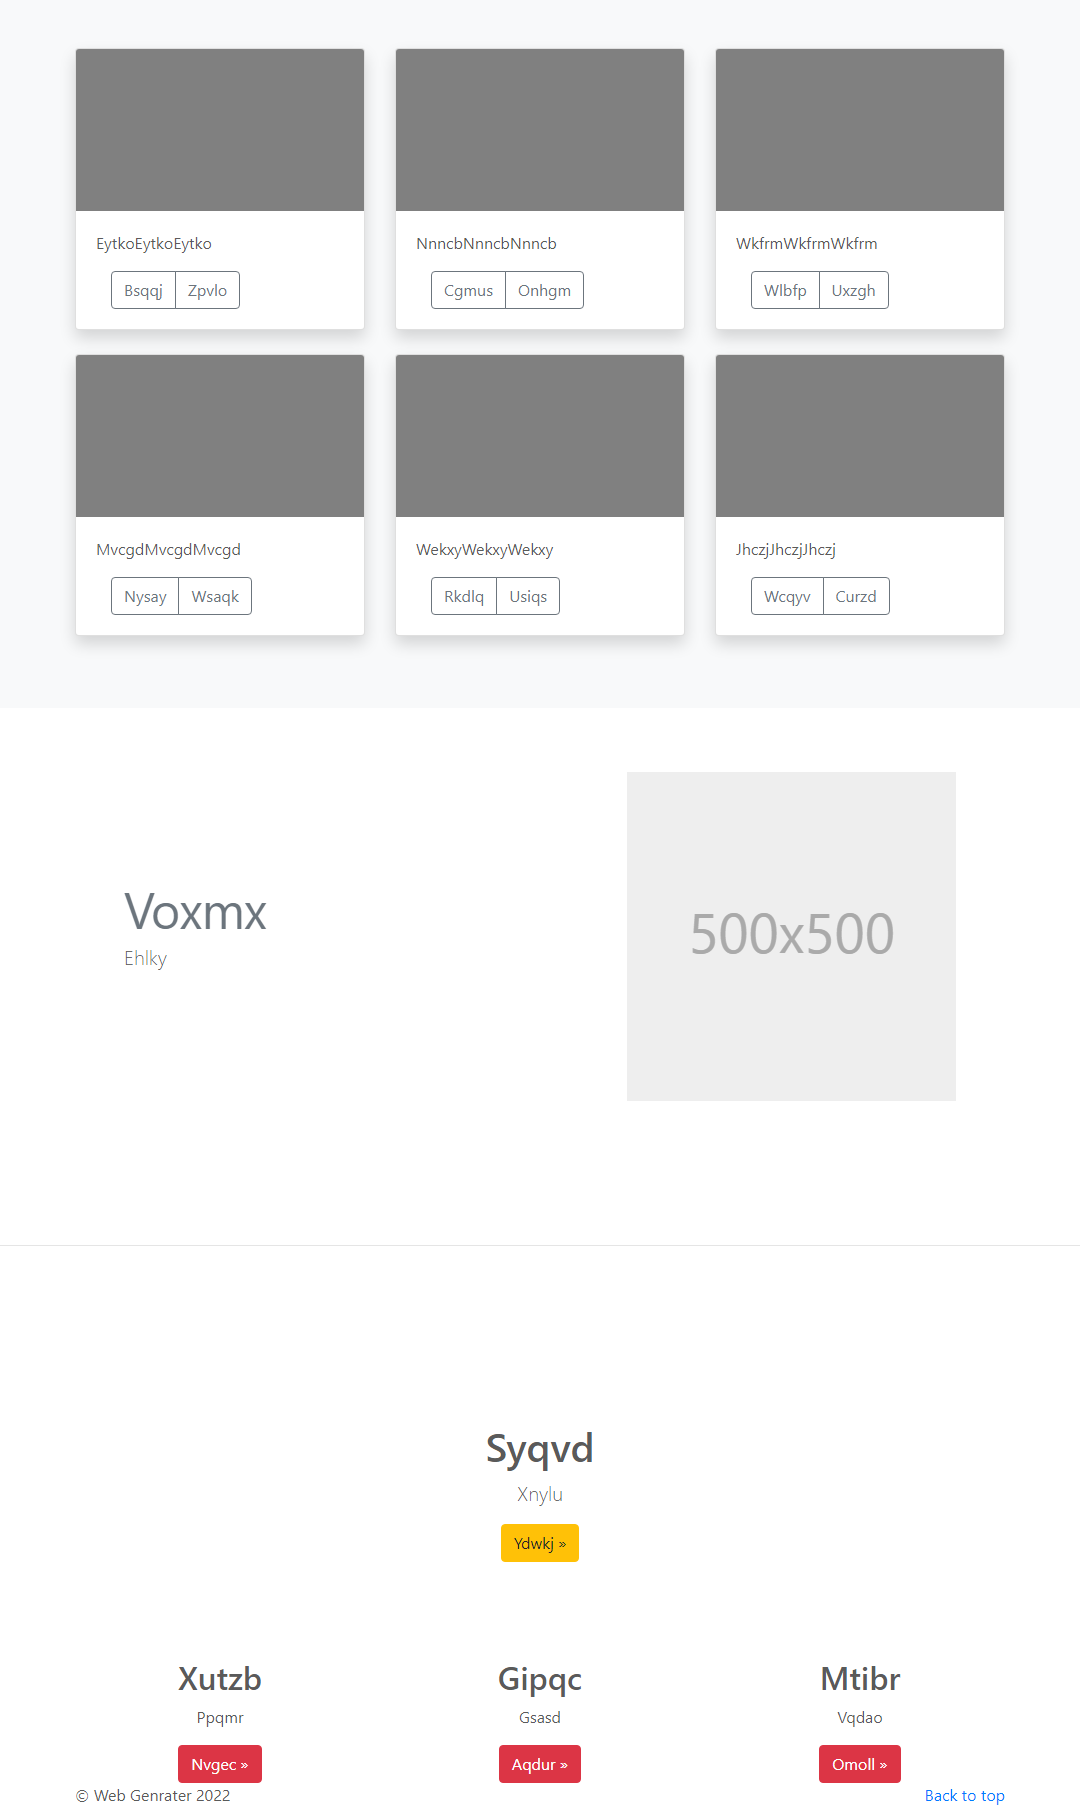 EytkoEytkoEytko
Bsqqj Zpvlo
NnncbNnncbNnncb
Cgmus Onhgm
WkfrmWkfrmWkfrm
Wlbfp Uxzgh
MvcgdMvcgdMvcgd
Nysay Wsaqk
WekxyWekxyWekxy
Rkdlq Usiqs
JhczjJhczjJhczj
Wcqyv Curzd
Voxmx
Ehlky
500x500
Syqvd
Xnylu
Ydwkj »
Xutzb
Ppqmr
Nvgec »
Gipqc
Gsasd
Aqdur »
Mtibr
Vqdao
Omoll »
© Web Genrater 2022
Back to top